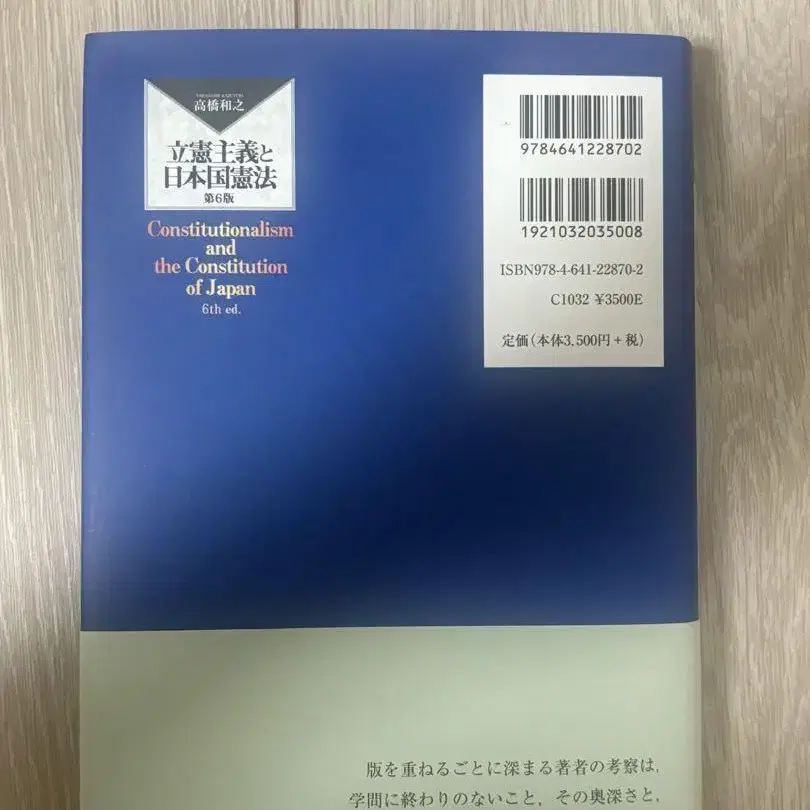 高橋和之
立憲主義と
日本国憲法
第6版
Constitutionalism
and
the Constitution
of Japan
6th ed.
9784641228702
1921032035008
ISBN978-4-641-22870-2
C1032 ¥3500E
定価(本体3,500円+税)
版を重ねるごとに深まる著者の考察は,
学問に終わりのないこと,その奥深さと,